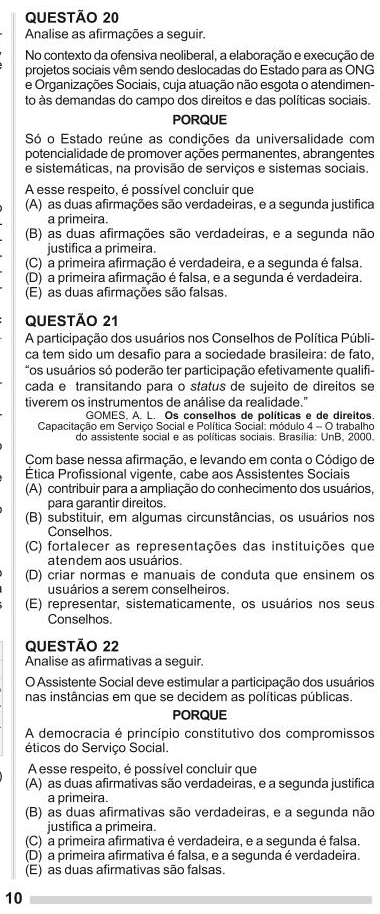 QUESTÃO 20
Analise as afirmações a seguir.
No contexto da ofensiva neoliberal, a elaboração e execução de
projetos sociais vêm sendo deslocadas do Estado para as ONG
e Organizações Sociais, cuja atuação não esgota o atendimen-
to às demandas do campo dos direitos e das políticas sociais.
PORQUE
Só o Estado reúne as condições da universalidade com
potencialidade de promover ações permanentes, abrangentes
e sistemáticas, na provisão de serviços e sistemas sociais.
A esse respeito, é possível concluir que
(A) as duas afirmações são verdadeiras, e a segunda justifica
a primeira.
(B) as duas afirmações são verdadeiras, e a segunda não
justifica a primeira.
(C) a primeira afirmação é verdadeira, e a segunda é falsa.
(D) a primeira afirmação é falsa, e a segunda é verdadeira.
(E) as duas afirmações são falsas.
QUESTÃO 21
A participação dos usuários nos Conselhos de Política Públi-
ca tem sido um desafio para a sociedade brasileira: de fato,
“os usuários só poderão ter participação efetivamente qualifi-
cada e transitando para o status de sujeito de direitos se
tiverem os instrumentos de análise da realidade.”
GOMES, A. L. Os conselhos de políticas e de direitos.
Capacitação em Serviço Social e Política Social: módulo 4 – O trabalho
do assistente social e as políticas sociais. Brasília: UnB, 2000.
Com base nessa afirmação, e levando em conta o Código de
Ética Profissional vigente, cabe aos Assistentes Sociais
(A) contribuir para a ampliação do conhecimento dos usuários,
para garantir direitos.
(B) substituir, em algumas circunstâncias, os usuários nos
Conselhos.
(C) fortalecer as representações das instituições que
atendem aos usuários.
(D) criar normas e manuais de conduta que ensinem os
usuários a serem conselheiros.
(E) representar, sistematicamente, os usuários nos seus
Conselhos.
QUESTÃO 22
Analise as afirmativas a seguir.
O Assistente Social deve estimular a participação dos usuários
nas instâncias em que se decidem as políticas públicas.
PORQUE
A democracia é princípio constitutivo dos compromissos
éticos do Serviço Social.
A esse respeito, é possível concluir que
(A) as duas afirmativas são verdadeiras, e a segunda justifica
a primeira.
(B) as duas afirmativas são verdadeiras, e a segunda não
justifica a primeira.
(C) a primeira afirmativa é verdadeira, e a segunda é falsa.
(D) a primeira afirmativa é falsa, e a segunda é verdadeira.
(E) as duas afirmativas são falsas.
10